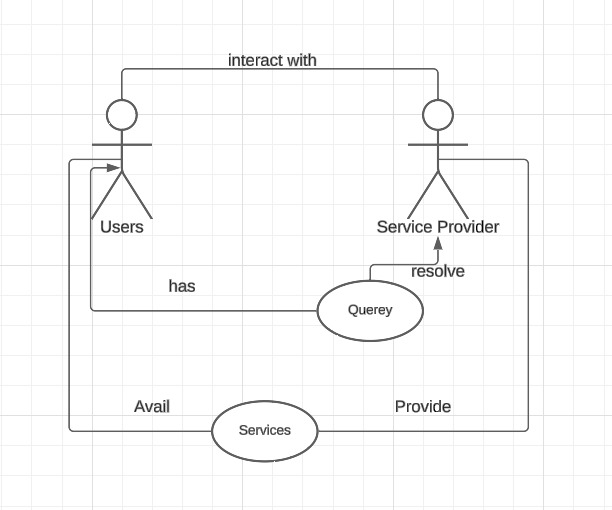 interact with
Users
Service Provider
resolve
has
Querey
Avail
Provide
Services